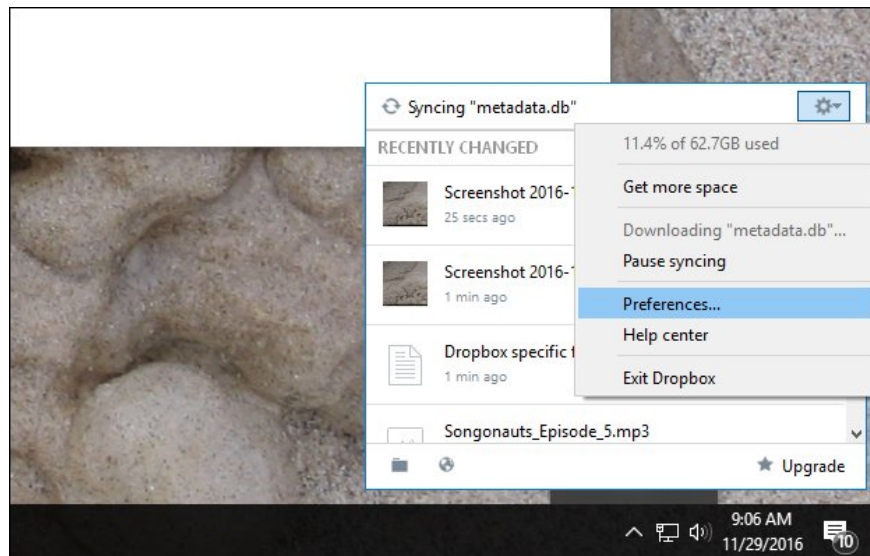 Syncing "metadata.db"
RECENTLY CHANGED
Screenshot 2016-1
25 secs ago
Screenshot 2016-1
1 min ago
Dropbox specific f
1 min ago
Songonauts_Episode_5.mp3
Upgrade
11.4% of 62.7GB used
Get more space
Downloading "metadata.db"...
Pause syncing
Preferences...
Help center
Exit Dropbox
9:06 AM
11/29/2016
10